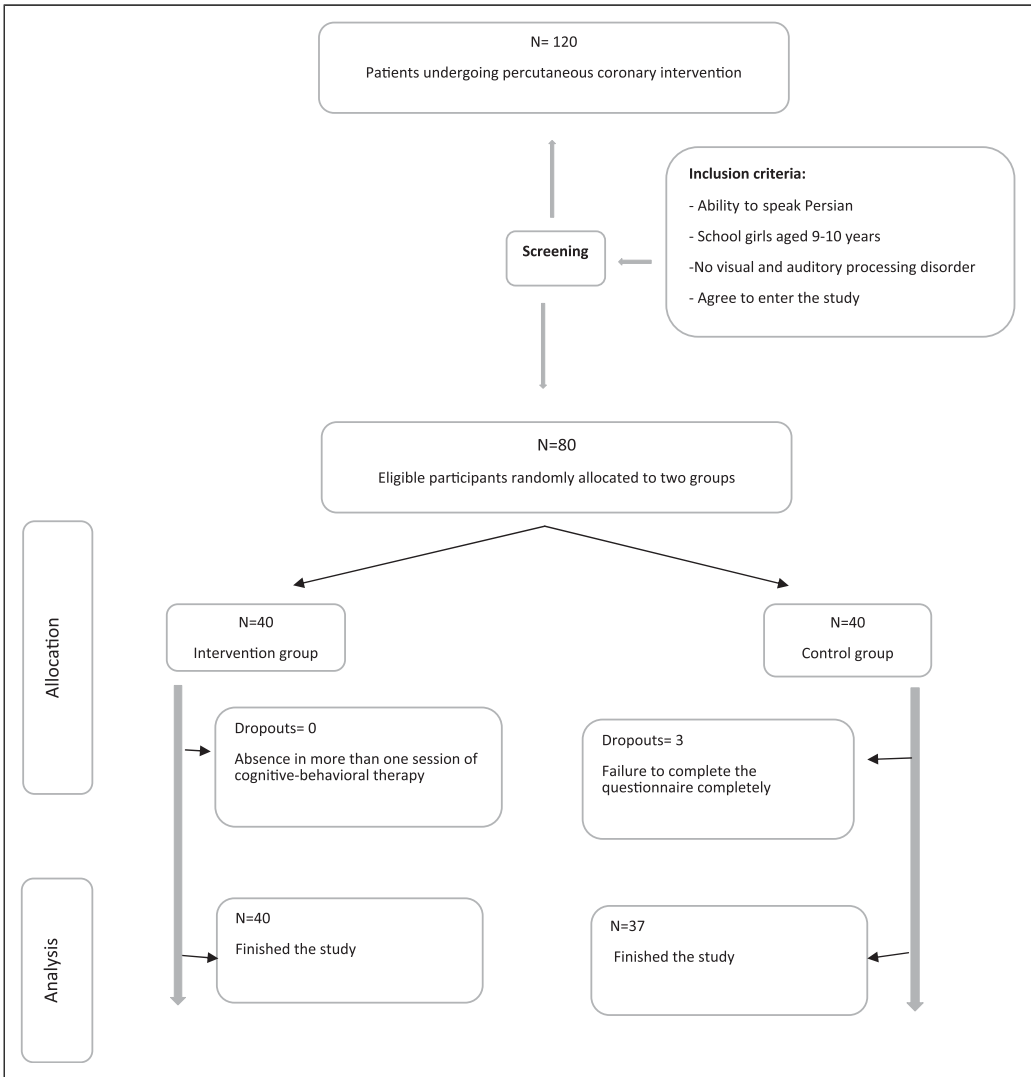 N= 120
Patients undergoing percutaneous coronary intervention
Inclusion criteria:
- Ability to speak Persian
- School girls aged 9-10 years
-No visual and auditory processing disorder
- Agree to enter the study
Screening
N=80
Eligible participants randomly allocated to two groups
Allocation
N=40
Intervention group
N=40
Control group
Dropouts= 0
Absence in more than one session of
cognitive-behavioral therapy
Dropouts= 3
Failure to complete the
questionnaire completely
Analysis
N=40
Finished the study
N=37
Finished the study